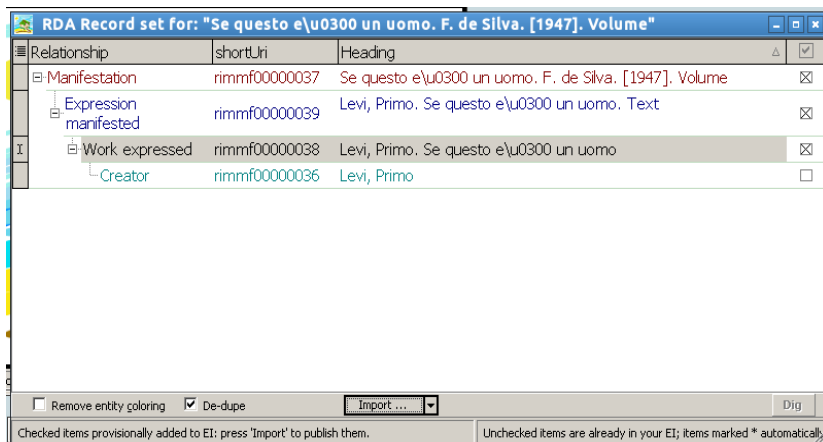 RDA Record set for: "Se questo e\u0300 un uomo. F. de Silva. [1947]. Volume"
Relationship shortUri Heading
Manifestation rimmf00000037 Se questo e\u0300 un uomo. F. de Silva. [1947]. Volume
Expression manifested rimmf00000039 Levi, Primo. Se questo e\u0300 un uomo. Text
Work expressed rimmf00000038 Levi, Primo. Se questo e\u0300 un uomo
Creator rimmf00000036 Levi, Primo
Remove entity coloring De-dupe Import ... Dig
Checked items provisionally added to EI: press 'Import' to publish them. Unchecked items are already in your EI; items marked * automatically